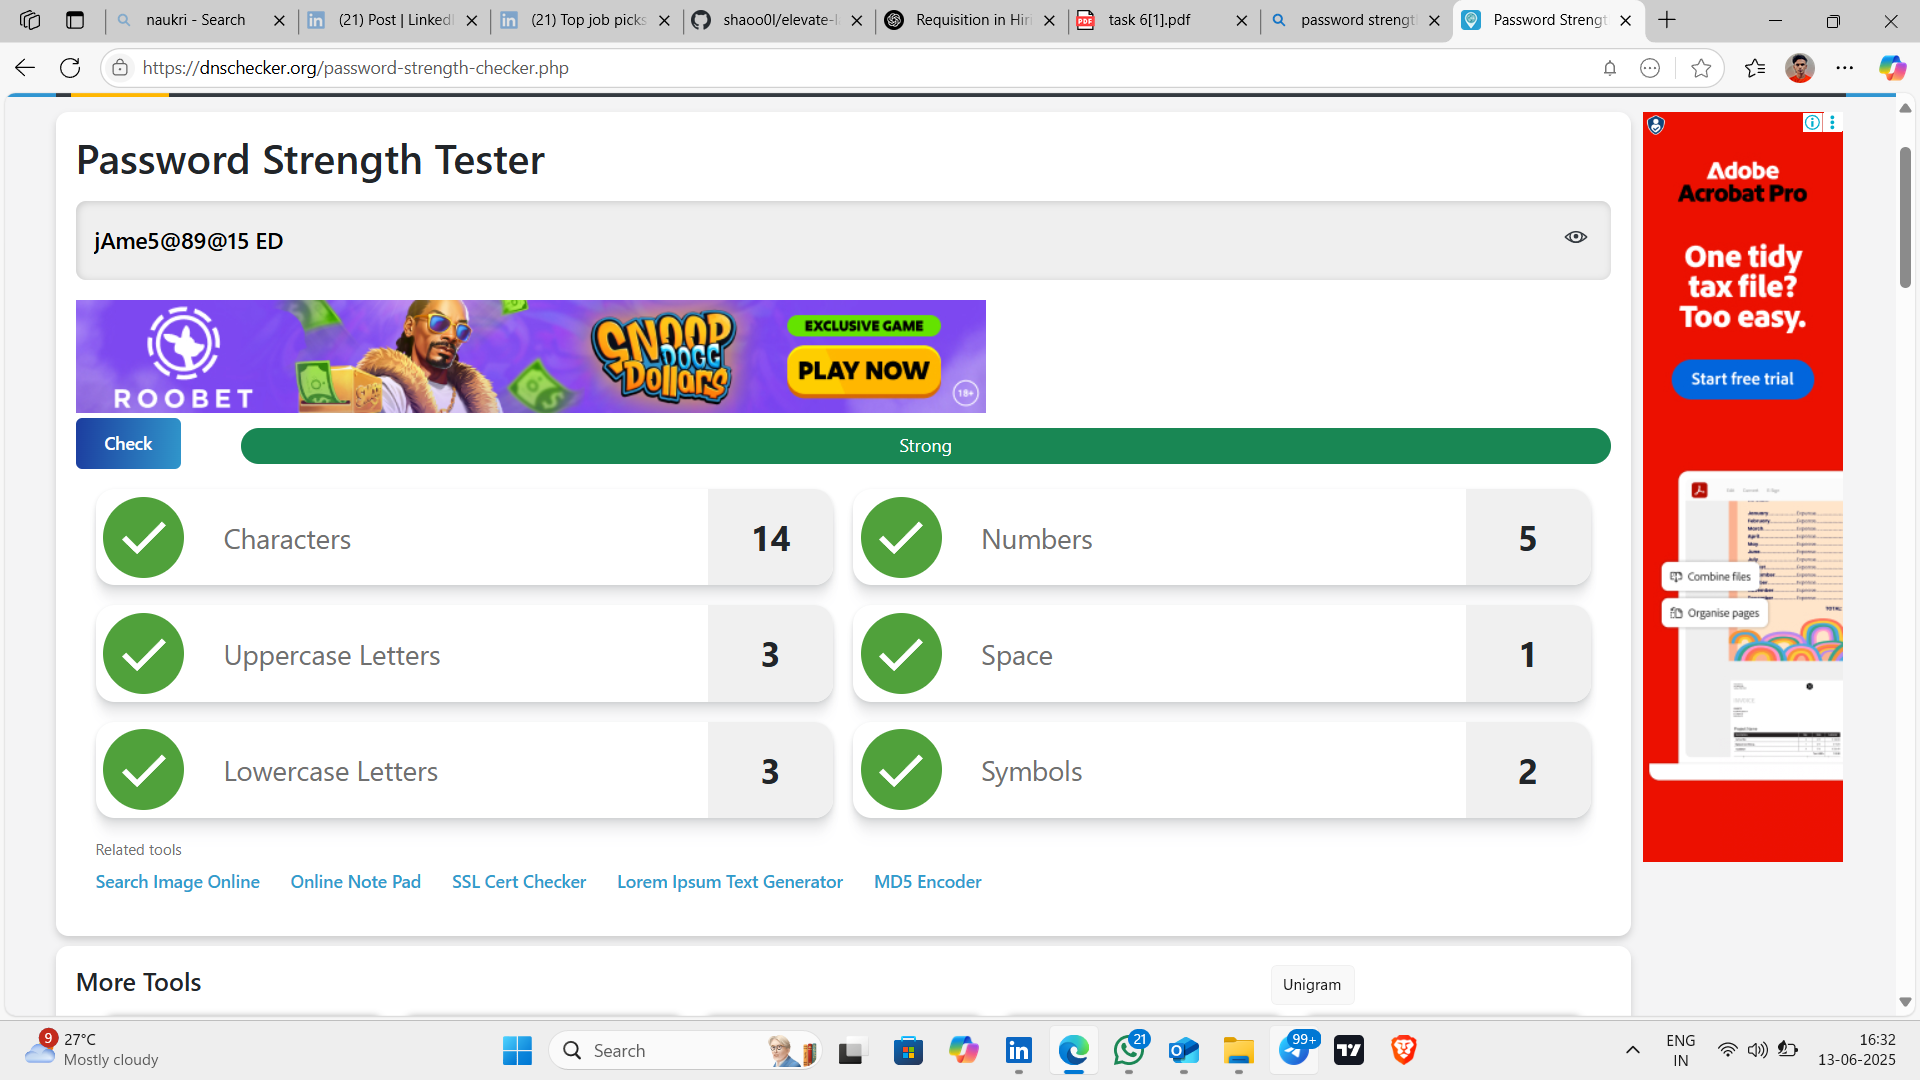 naukri - Search
(21) Post | LinkedI
(21) Top job picks
shaoo0l/elevate-la
Requisition in Hiri
task 6[1].pdf
password strengtl
Password Strengt
https://dnschecker.org/password-strength-checker.php
Password Strength Tester
jAme5@89@15 ED
ROOBET
SNOOP
DOGG
Dollars
EXCLUSIVE GAME
PLAY NOW
18+
Check
Strong
Characters
14
Numbers
5
Uppercase Letters
3
Space
1
Lowercase Letters
3
Symbols
2
Related tools
Search Image Online
Online Note Pad
SSL Cert Checker
Lorem Ipsum Text Generator
MD5 Encoder
More Tools
Unigram
Adobe
Acrobat Pro
One tidy
tax file?
Too easy.
Start free trial
Combine files
Organise pages
9
27°C
Mostly cloudy
Search
21
99+
ENG
IN
16:32
13-06-2025